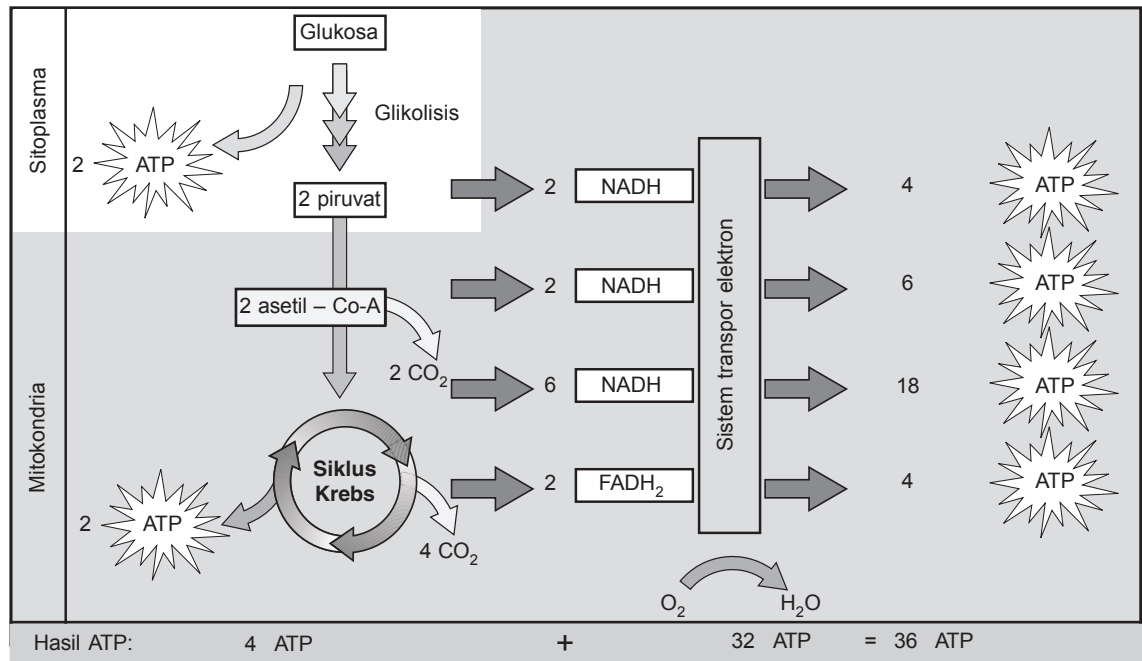 Sitoplasma
Glukosa
Glikolisis
2 ATP
2 piruvat
2 NADH
4 ATP
Mitokondria
2 asetil – Co-A
2 CO₂
2 NADH
6 ATP
6 NADH
18 ATP
Siklus
Krebs
2 ATP
4 CO₂
2 FADH₂
4 ATP
Sistem transpor elektron
O₂ H₂O
Hasil ATP: 4 ATP + 32 ATP = 36 ATP